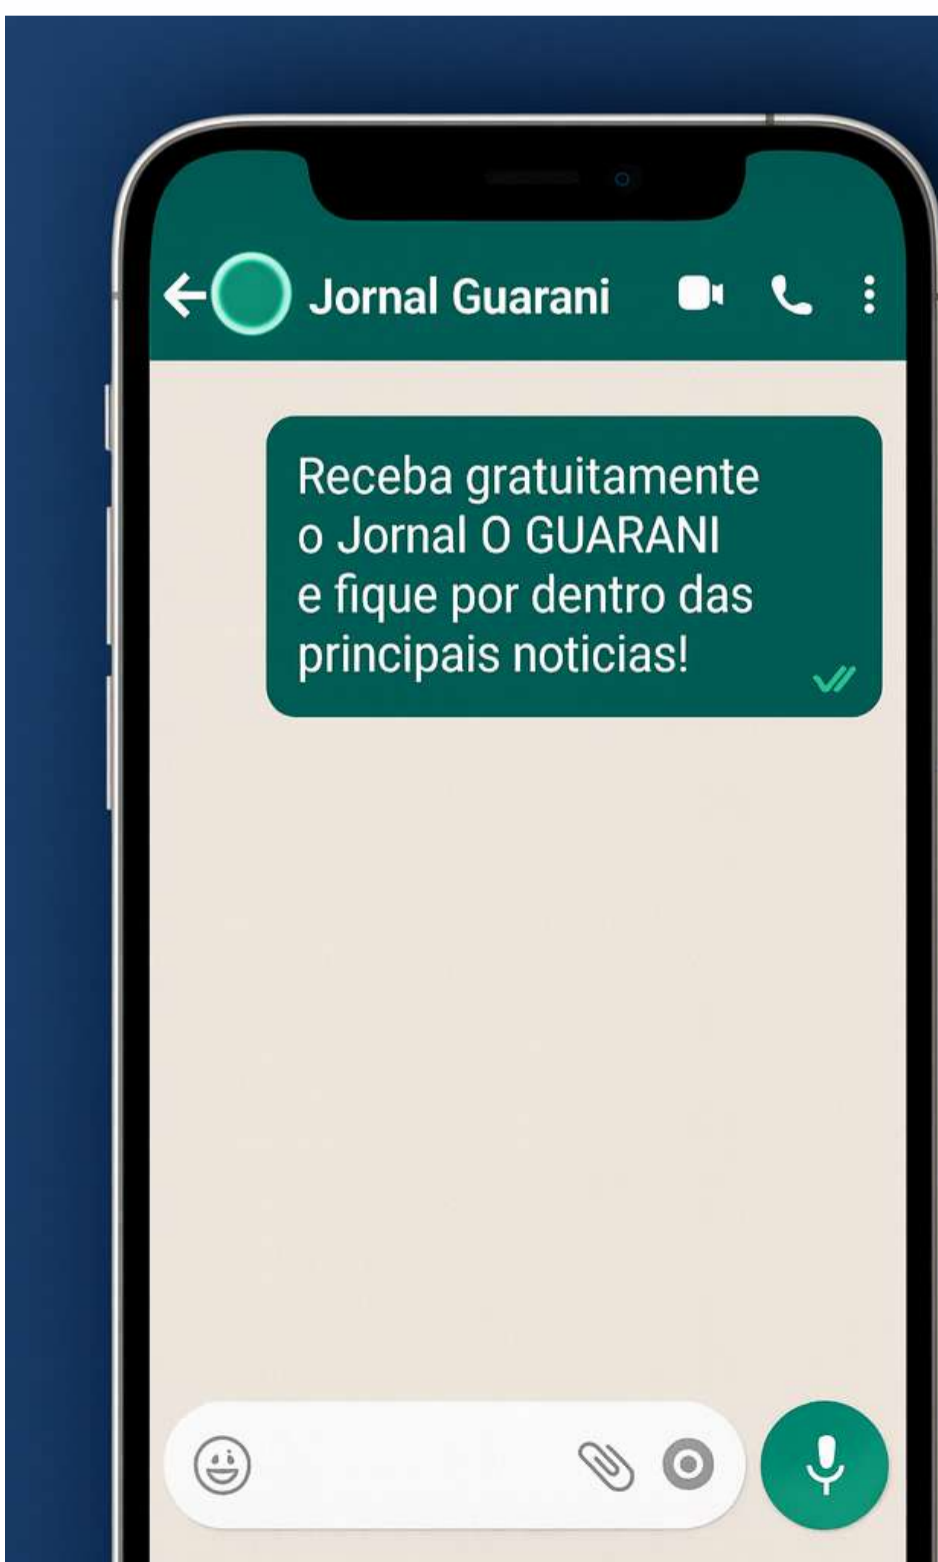 Jornal Guarani
Receba gratuitamente
o Jornal O GUARANI
e fique por dentro das
principais noticias!